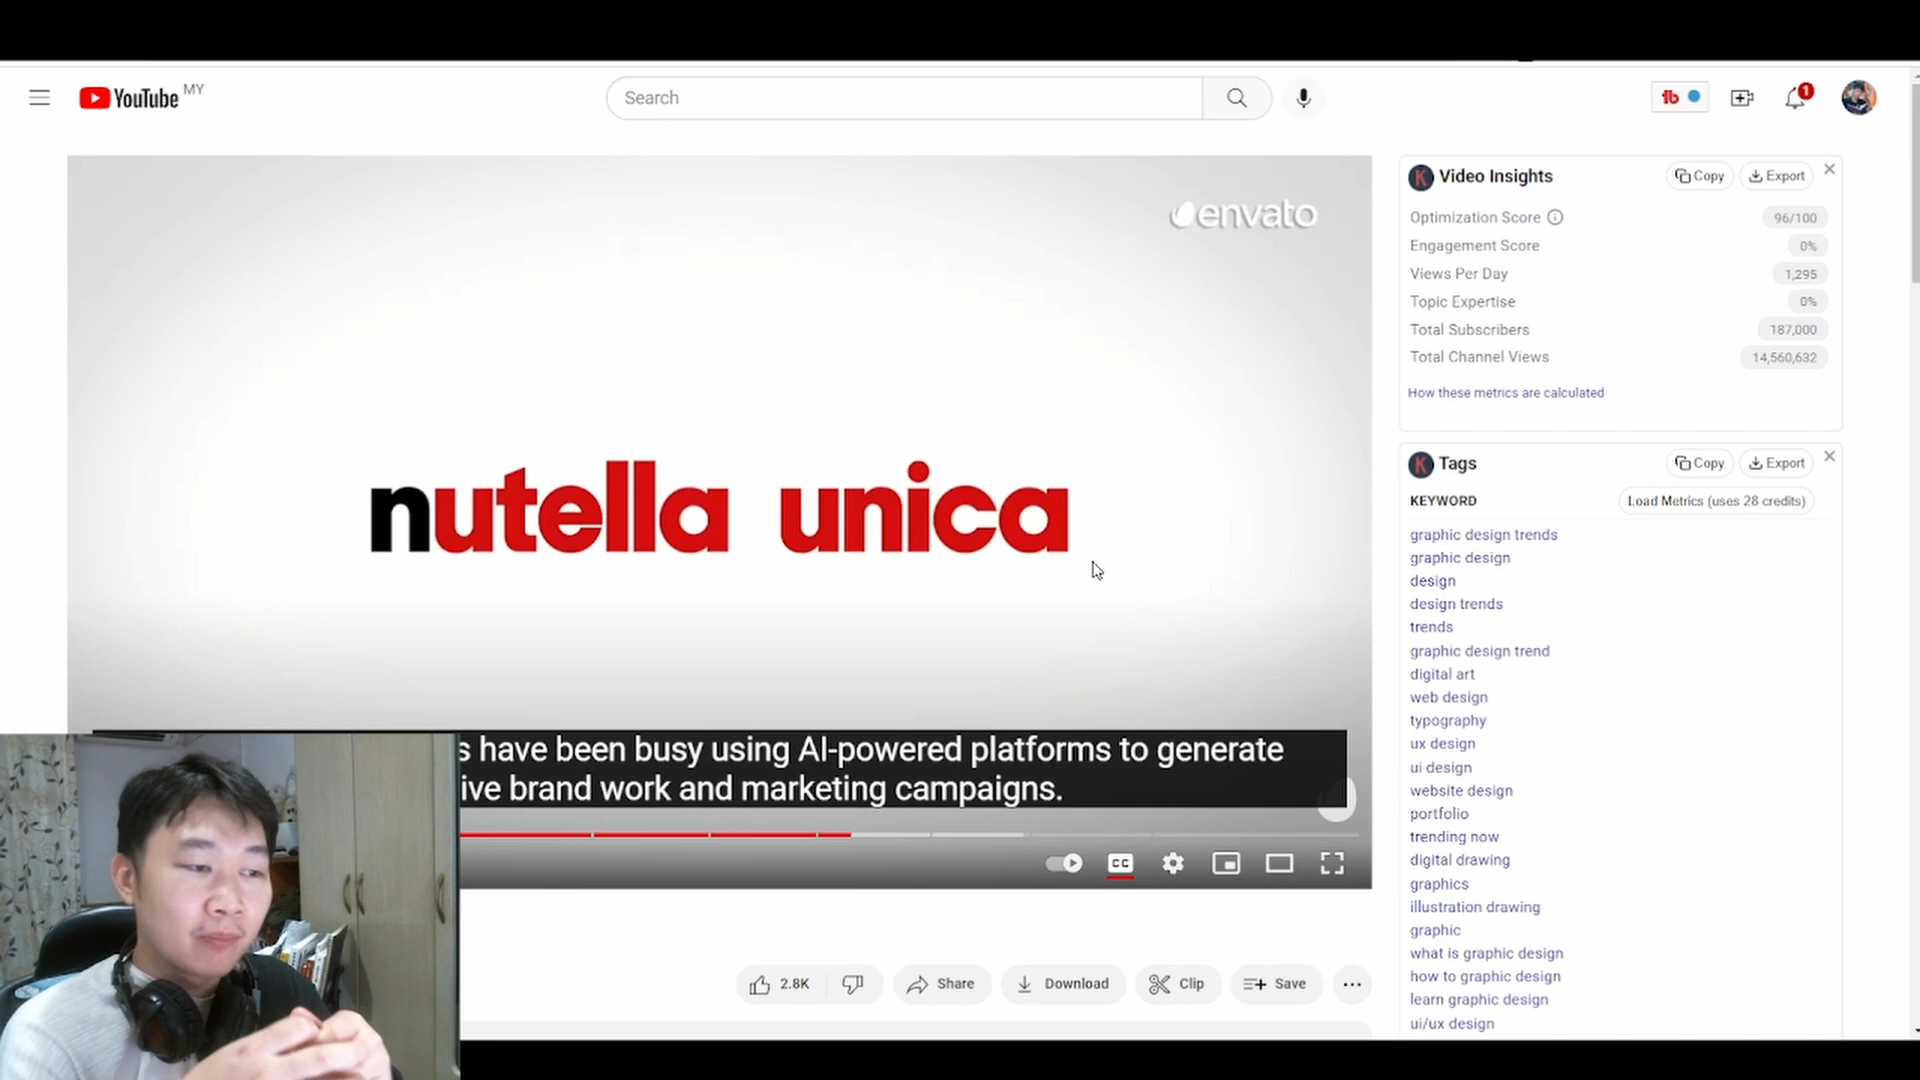 YouTube MY
Search
1
envato
nutella unica
s have been busy using AI-powered platforms to generate
ive brand work and marketing campaigns.
CC
2.8K
Share
Download
Clip
Save
K Video Insights
Copy
Export
Optimization Score 96/100
Engagement Score 0%
Views Per Day 1,295
Topic Expertise 0%
Total Subscribers 187,000
Total Channel Views 14,560,632
How these metrics are calculated
K Tags
Copy
Export
KEYWORD
Load Metrics (uses 28 credits)
graphic design trends
graphic design
design
design trends
trends
graphic design trend
digital art
web design
typography
ux design
ui design
website design
portfolio
trending now
digital drawing
graphics
illustration drawing
graphic
what is graphic design
how to graphic design
learn graphic design
ui/ux design